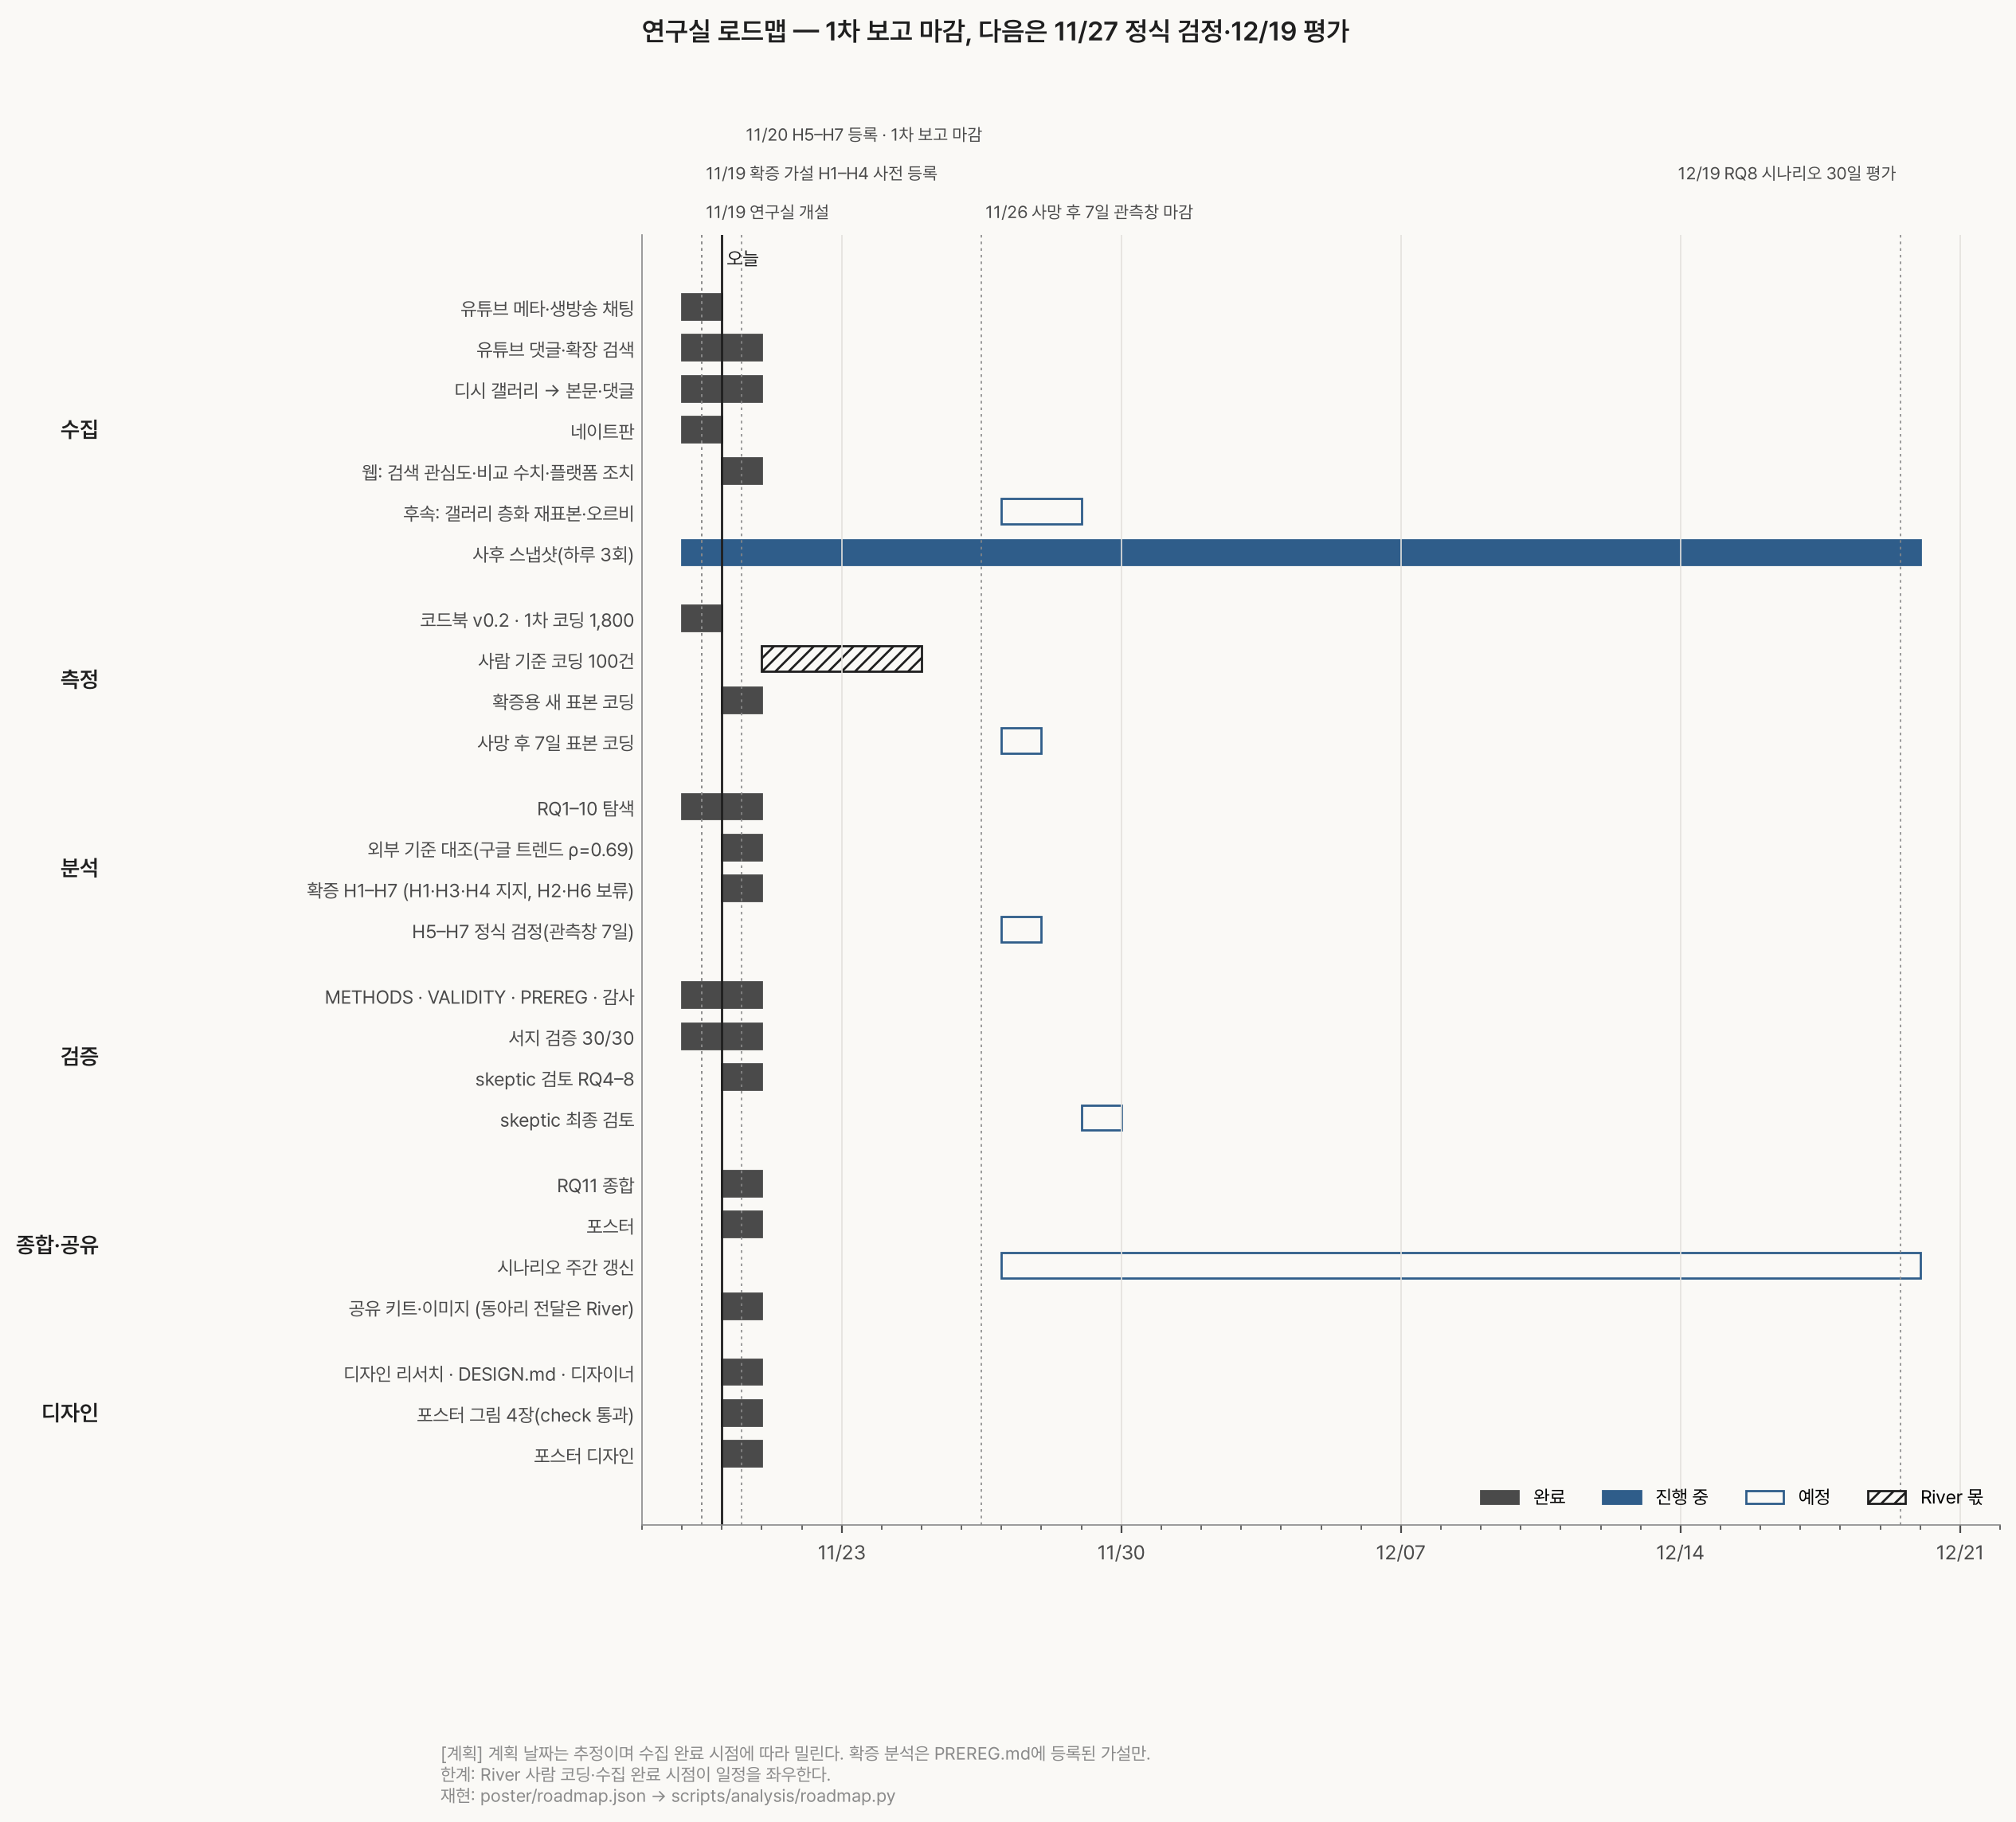 연구실 로드맵 — 1차 보고 마감, 다음은 11/27 정식 검정·12/19 평가
11/20 H5–H7 등록 · 1차 보고 마감
11/19 확증 가설 H1–H4 사전 등록
12/19 RQ8 시나리오 30일 평가
11/19 연구실 개설
11/26 사망 후 7일 관측창 마감
오늘
수집
유튜브 메타·생방송 채팅
유튜브 댓글·확장 검색
디시 갤러리 → 본문·댓글
네이트판
웹: 검색 관심도·비교 수치·플랫폼 조치
후속: 갤러리 층화 재표본·오르비
사후 스냅샷(하루 3회)
측정
코드북 v0.2 · 1차 코딩 1,800
사람 기준 코딩 100건
확증용 새 표본 코딩
사망 후 7일 표본 코딩
분석
RQ1–10 탐색
외부 기준 대조(구글 트렌드 ρ=0.69)
확증 H1–H7 (H1·H3·H4 지지, H2·H6 보류)
H5–H7 정식 검정(관측창 7일)
검증
METHODS · VALIDITY · PREREG · 감사
서지 검증 30/30
skeptic 검토 RQ4–8
skeptic 최종 검토
종합·공유
RQ11 종합
포스터
시나리오 주간 갱신
공유 키트·이미지 (동아리 전달은 River)
디자인
디자인 리서치 · DESIGN.md · 디자이너
포스터 그림 4장(check 통과)
포스터 디자인
완료
진행 중
예정
River 몫
11/23
11/30
12/07
12/14
12/21
[계획] 계획 날짜는 추정이며 수집 완료 시점에 따라 밀린다. 확증 분석은 PREREG.md에 등록된 가설만.
한계: River 사람 코딩·수집 완료 시점이 일정을 좌우한다.
재현: poster/roadmap.json → scripts/analysis/roadmap.py